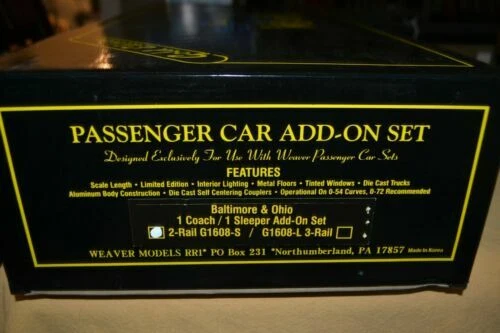 PASSENGER CAR ADD-ON SET
Designed Exclusively For Use With Weaver Passenger Car Sets
FEATURES
Scale Length • Limited Edition • Interior Lighting • Metal Floors • Tinted Windows • Die Cast Trucks
Aluminum Body Construction • Die Cast Self Centering Couplers • Operational On 0-54 Curves, 0-72 Recommended
Baltimore & Ohio
1 Coach / 1 Sleeper Add-On Set
2-Rail G1608-S / G1608-L 3-Rail
WEAVER MODELS RR1* PO Box 231 *Northumberland, PA 17857 Made In Korea